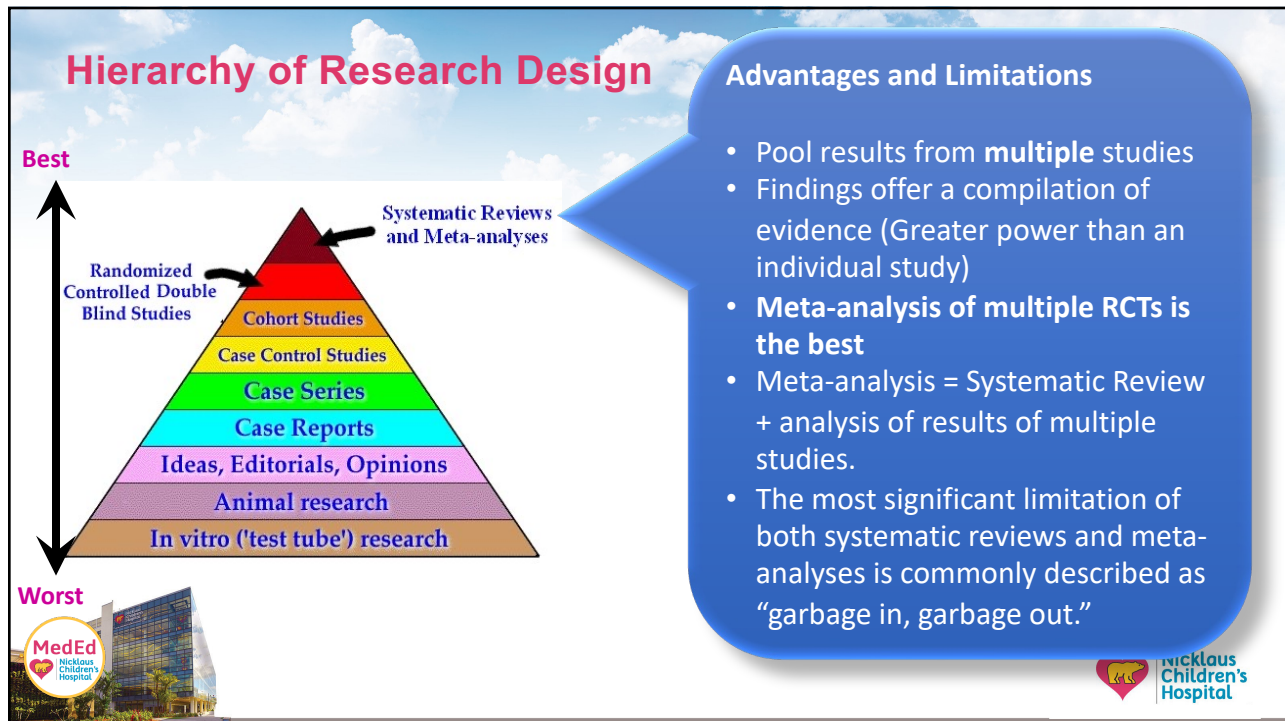 Hierarchy of Research Design
Best
Systematic Reviews
and Meta-analyses
Randomized
Controlled Double
Blind Studies
Cohort Studies
Case Control Studies
Case Series
Case Reports
Ideas, Editorials, Opinions
Animal research
In vitro ('test tube') research
Worst
Advantages and Limitations
• Pool results from multiple studies
• Findings offer a compilation of
evidence (Greater power than an
individual study)
• Meta-analysis of multiple RCTs is
the best
• Meta-analysis = Systematic Review
+ analysis of results of multiple
studies.
• The most significant limitation of
both systematic reviews and meta-
analyses is commonly described as
“garbage in, garbage out.”
MedEd
Nicklaus
Children's
Hospital
Nicklaus
Children's
Hospital